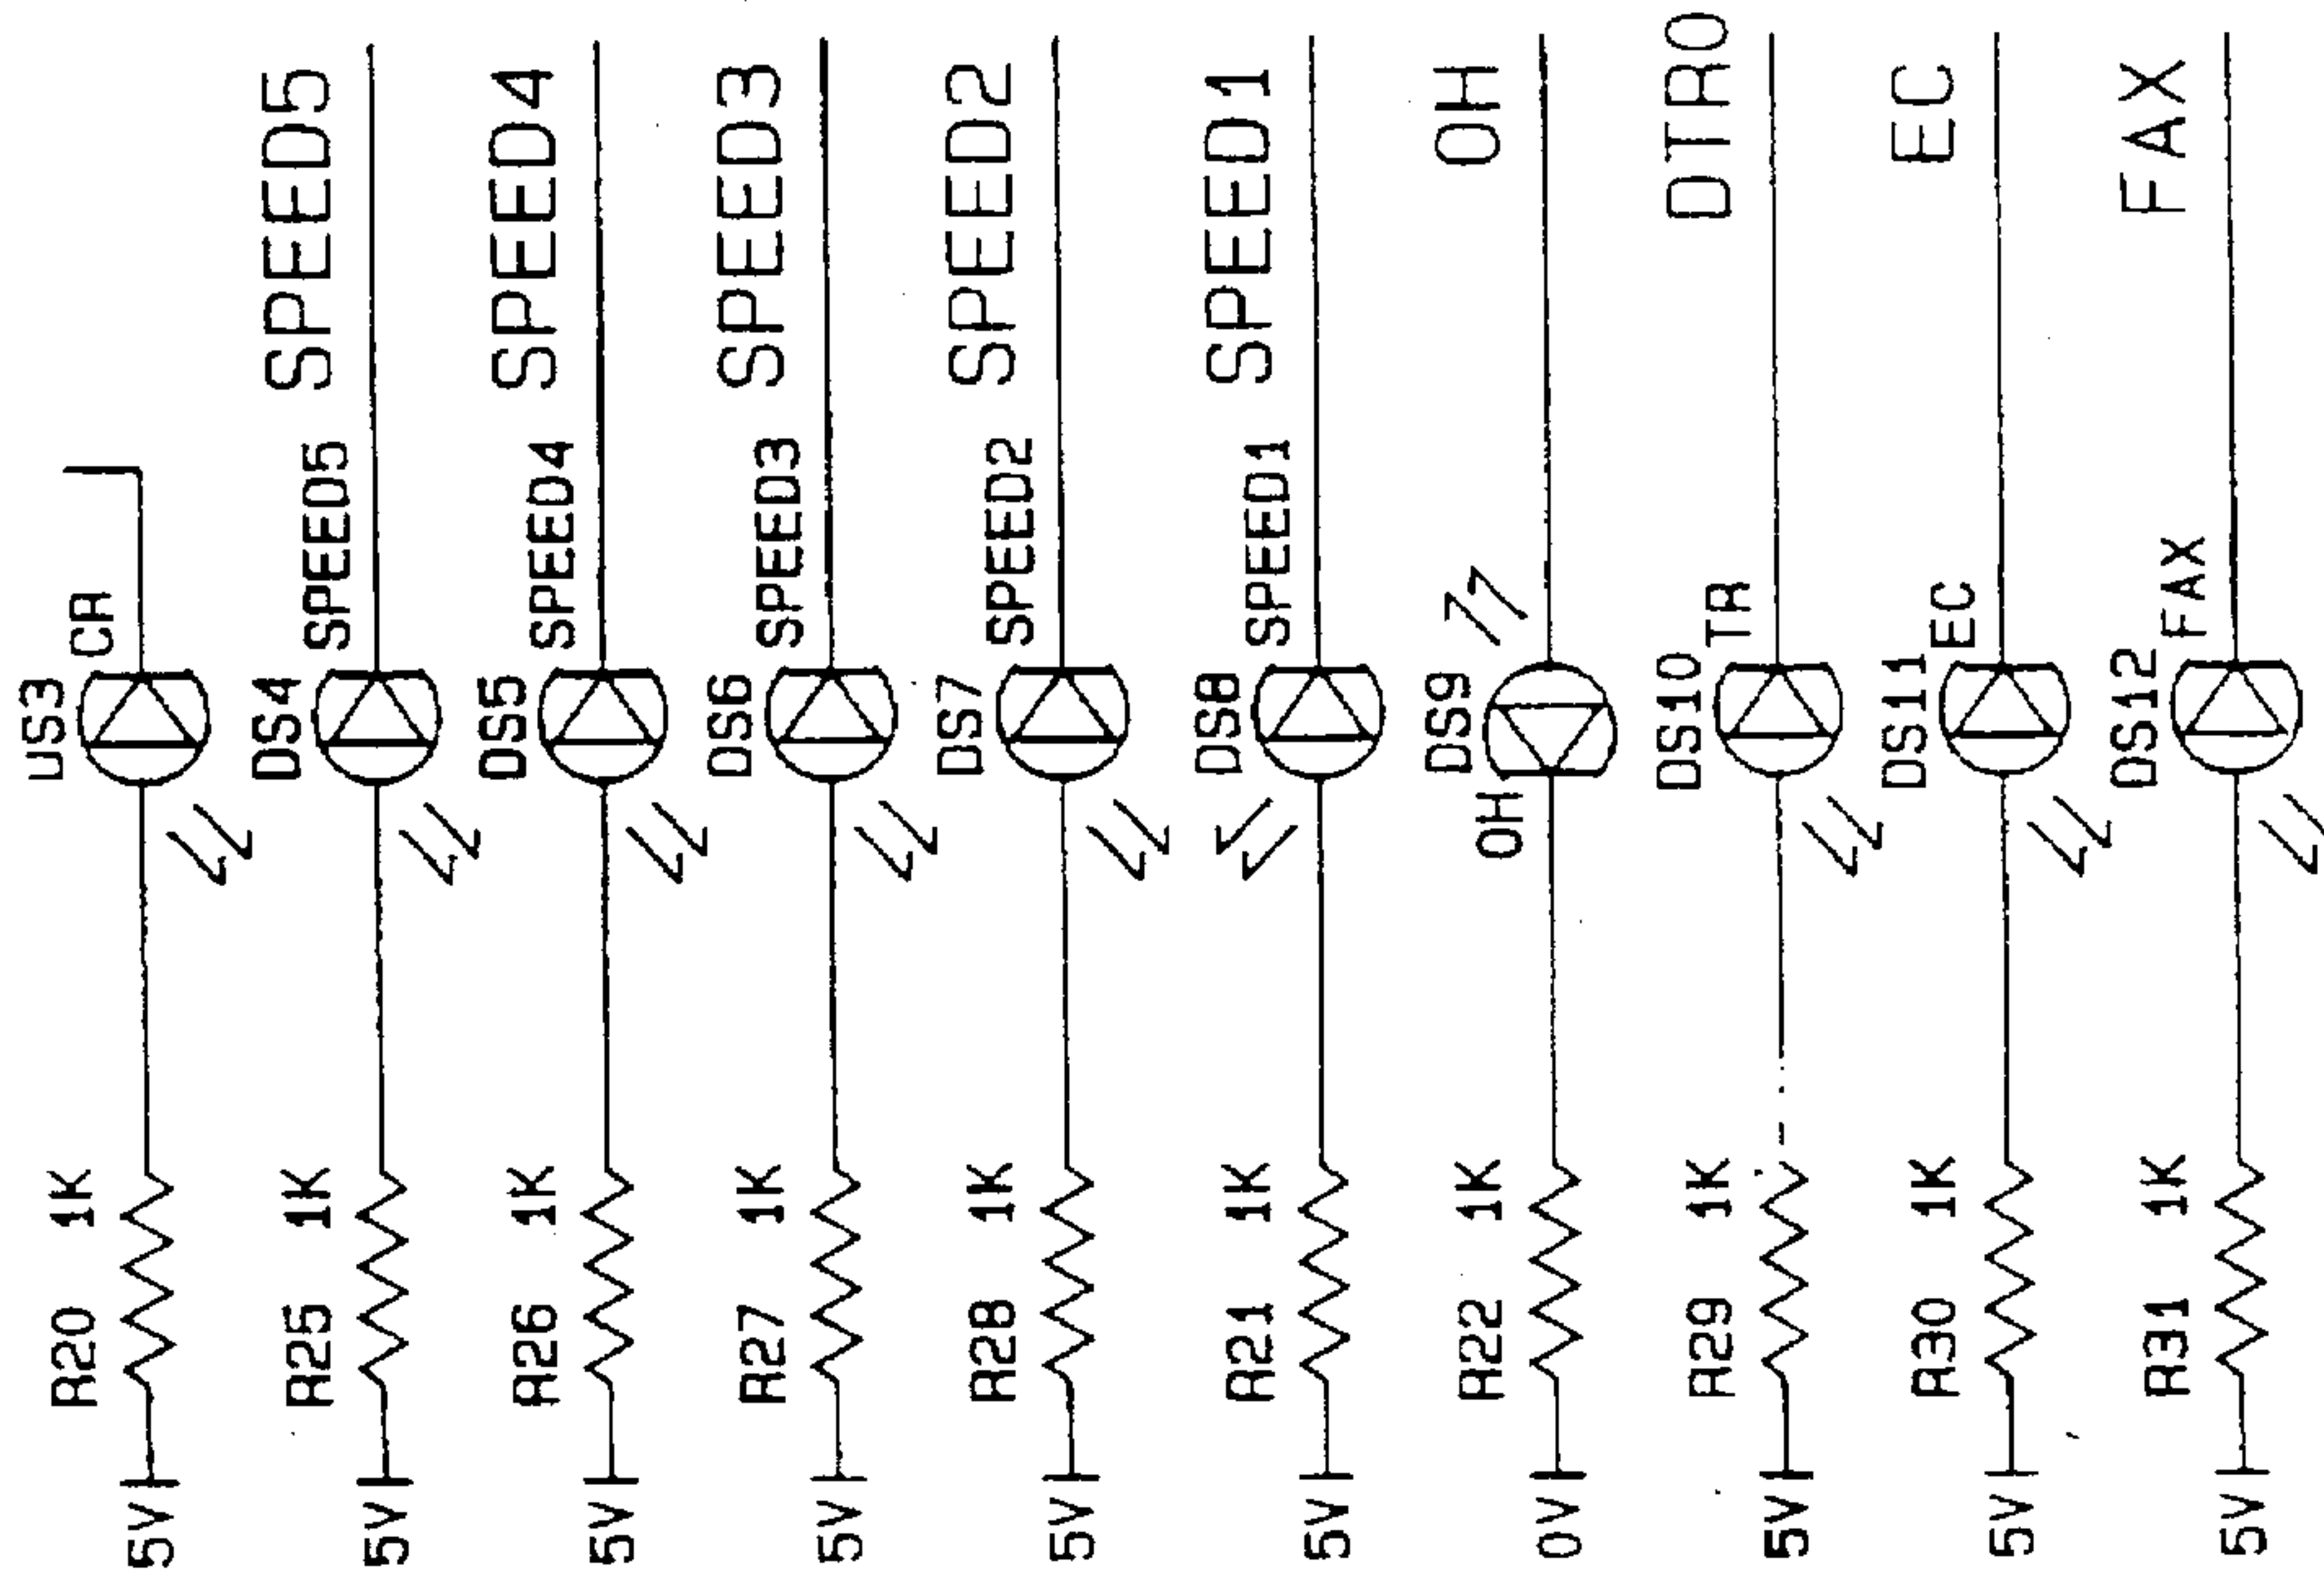 5V R20 1K DS3 CR
5V R25 1K DS4 SPEED5 SPEED5
5V R26 1K DS5 SPEED4 SPEED4
5V R27 1K DS6 SPEED3 SPEED3
5V R28 1K DS7 SPEED2 SPEED2
5V R21 1K DS8 SPEED1 SPEED1
0V R22 1K OH DS9 OH
5V R29 1K DS10 TR DTRO
5V R30 1K DS11 EC EC
5V R31 1K DS12 FAX FAX